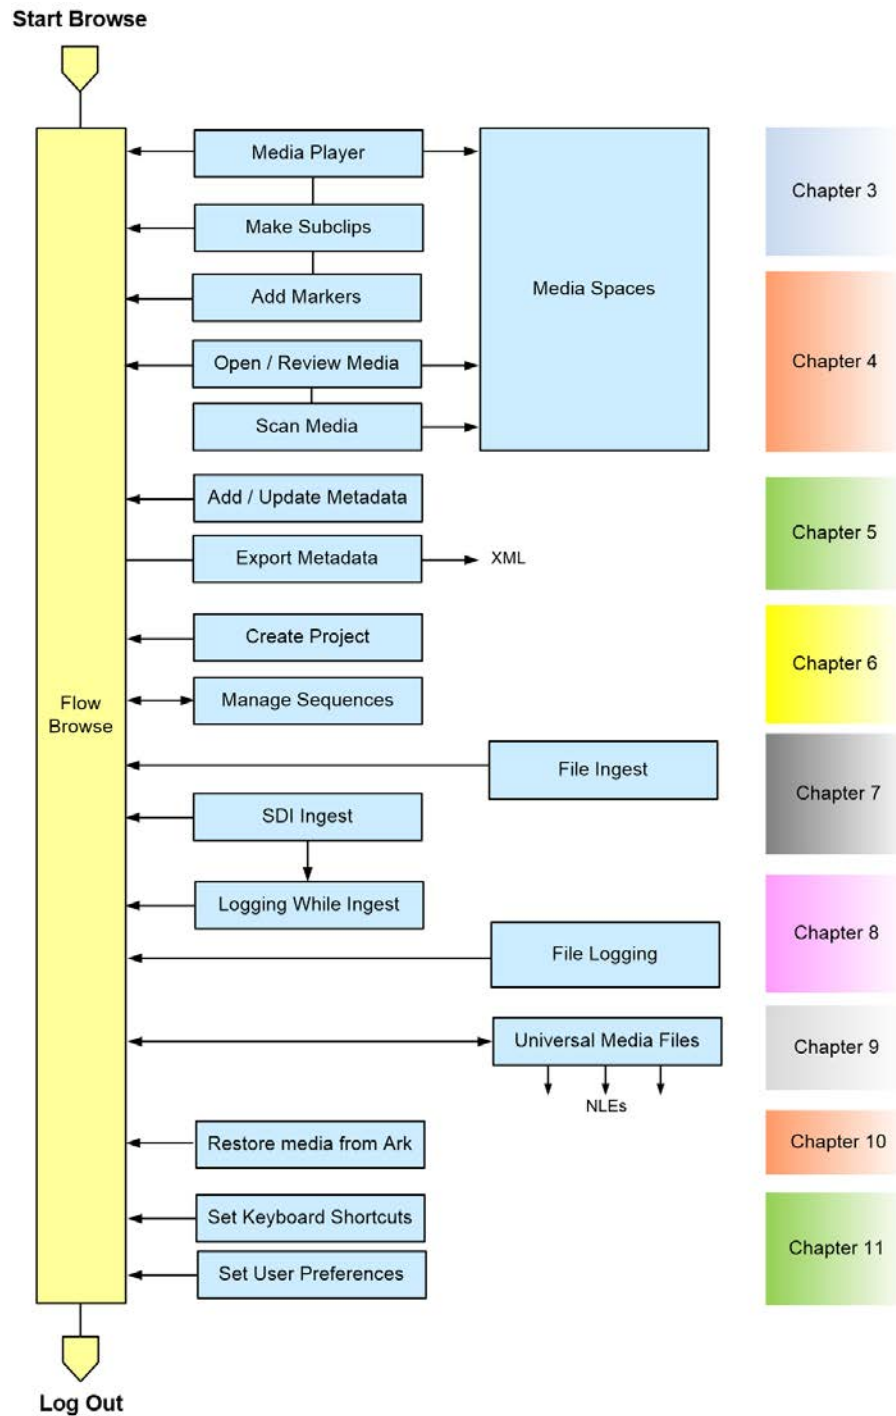 Start Browse
Media Player
Chapter 3
Make Subclips
Add Markers
Media Spaces
Open / Review Media
Chapter 4
Scan Media
Add / Update Metadata
Chapter 5
Export Metadata
XML
Create Project
Chapter 6
Manage Sequences
Flow
Browse
File Ingest
Chapter 7
SDI Ingest
Logging While Ingest
Chapter 8
File Logging
Universal Media Files
Chapter 9
NLEs
Restore media from Ark
Chapter 10
Set Keyboard Shortcuts
Chapter 11
Set User Preferences
Log Out